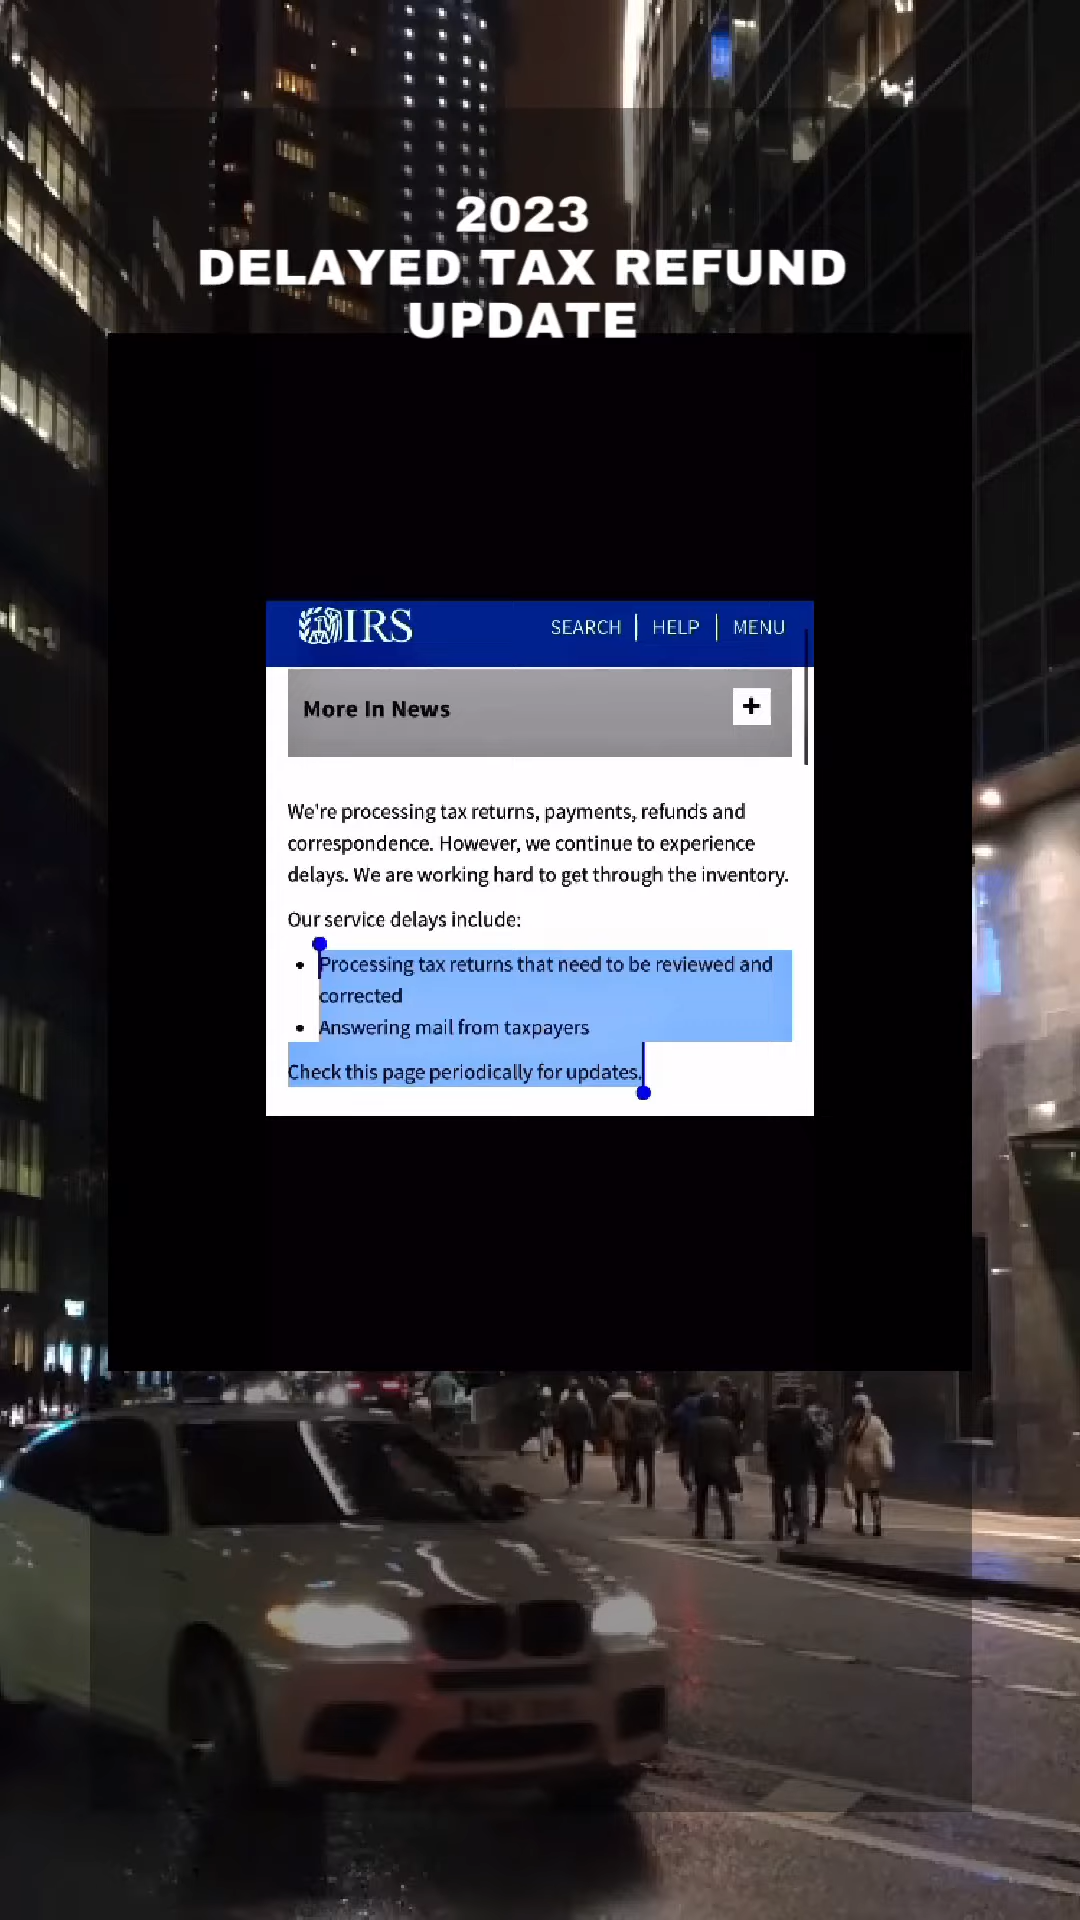 2023
DELAYED TAX REFUND
UPDATE
IRS
SEARCH | HELP | MENU
More In News +
We're processing tax returns, payments, refunds and
correspondence. However, we continue to experience
delays. We are working hard to get through the inventory.
Our service delays include:
• Processing tax returns that need to be reviewed and
corrected
• Answering mail from taxpayers
Check this page periodically for updates.